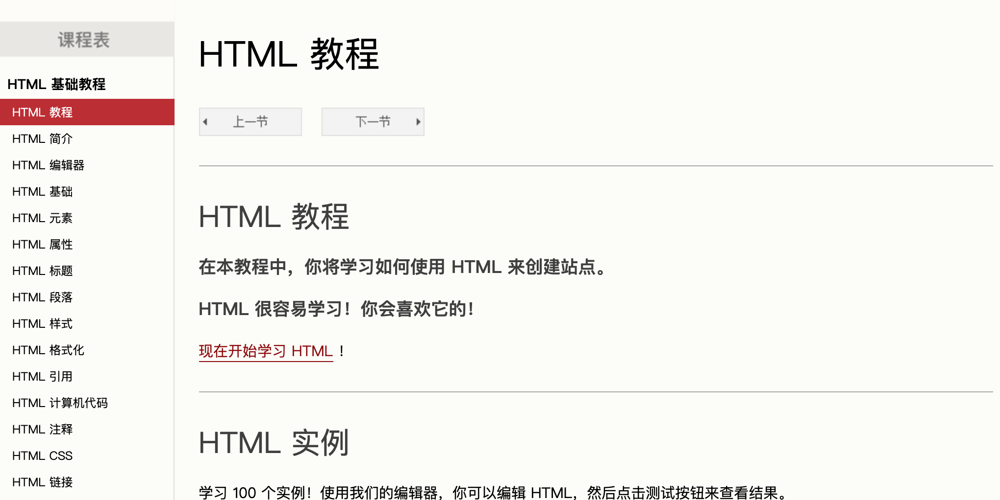 课程表
HTML 基础教程
HTML 教程
HTML 简介
HTML 编辑器
HTML 基础
HTML 元素
HTML 属性
HTML 标题
HTML 段落
HTML 样式
HTML 格式化
HTML 引用
HTML 计算机代码
HTML 注释
HTML CSS
HTML 链接
HTML 教程
上一节 下一节
HTML 教程
在本教程中，你将学习如何使用 HTML 来创建站点。
HTML 很容易学习！你会喜欢它的！
现在开始学习 HTML！
HTML 实例
学习 100 个实例！使用我们的编辑器，你可以编辑 HTML，然后点击测试按钮来查看结果。